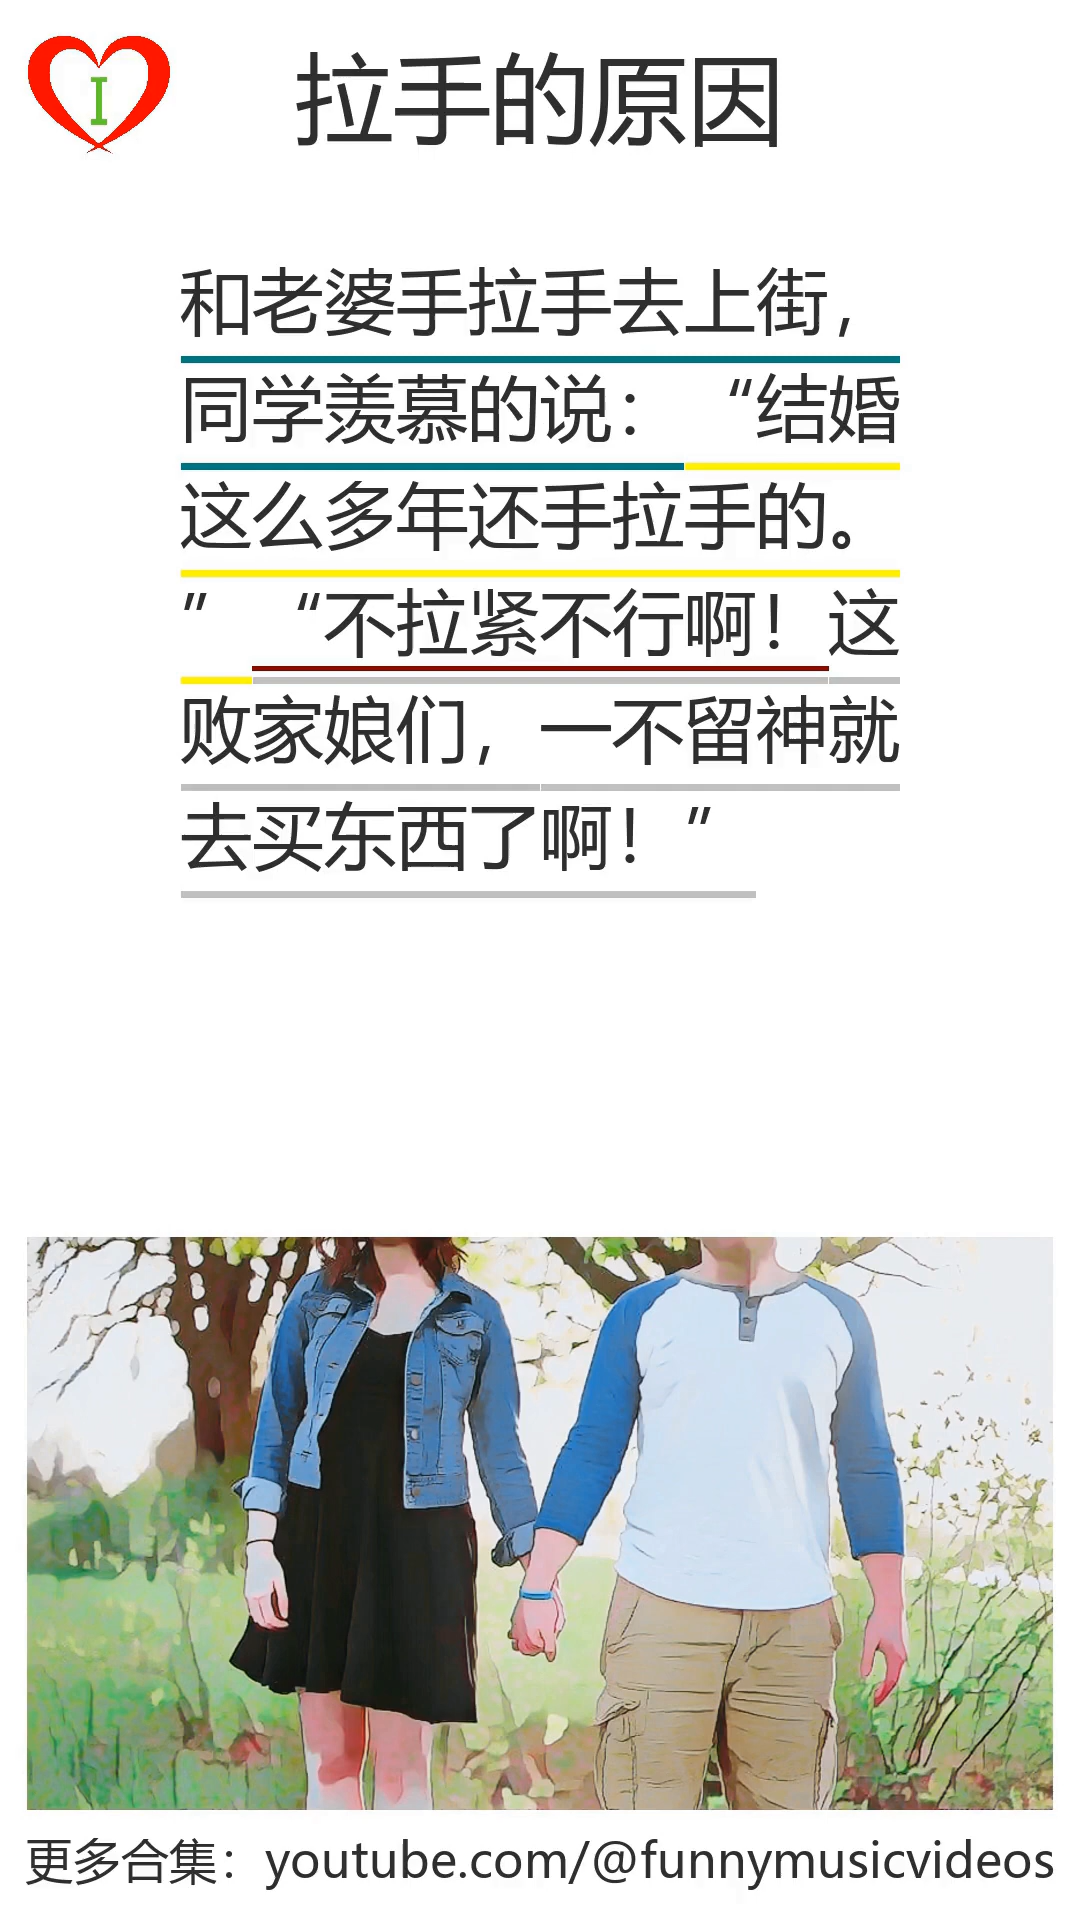 I
拉手的原因
和老婆手拉手去上街，
同学羡慕的说：“结婚
这么多年还手拉手的。
”“不拉紧不行啊！这
败家娘们，一不留神就
去买东西了啊！”
更多合集：youtube.com/@funnymusicvideos